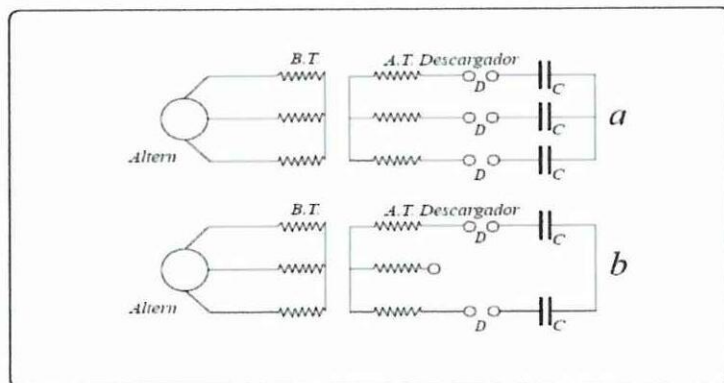 B.T. A.T. Descargador
D C
D C a
Altern D C
B.T. A.T. Descargador
D C
b
Altern D C